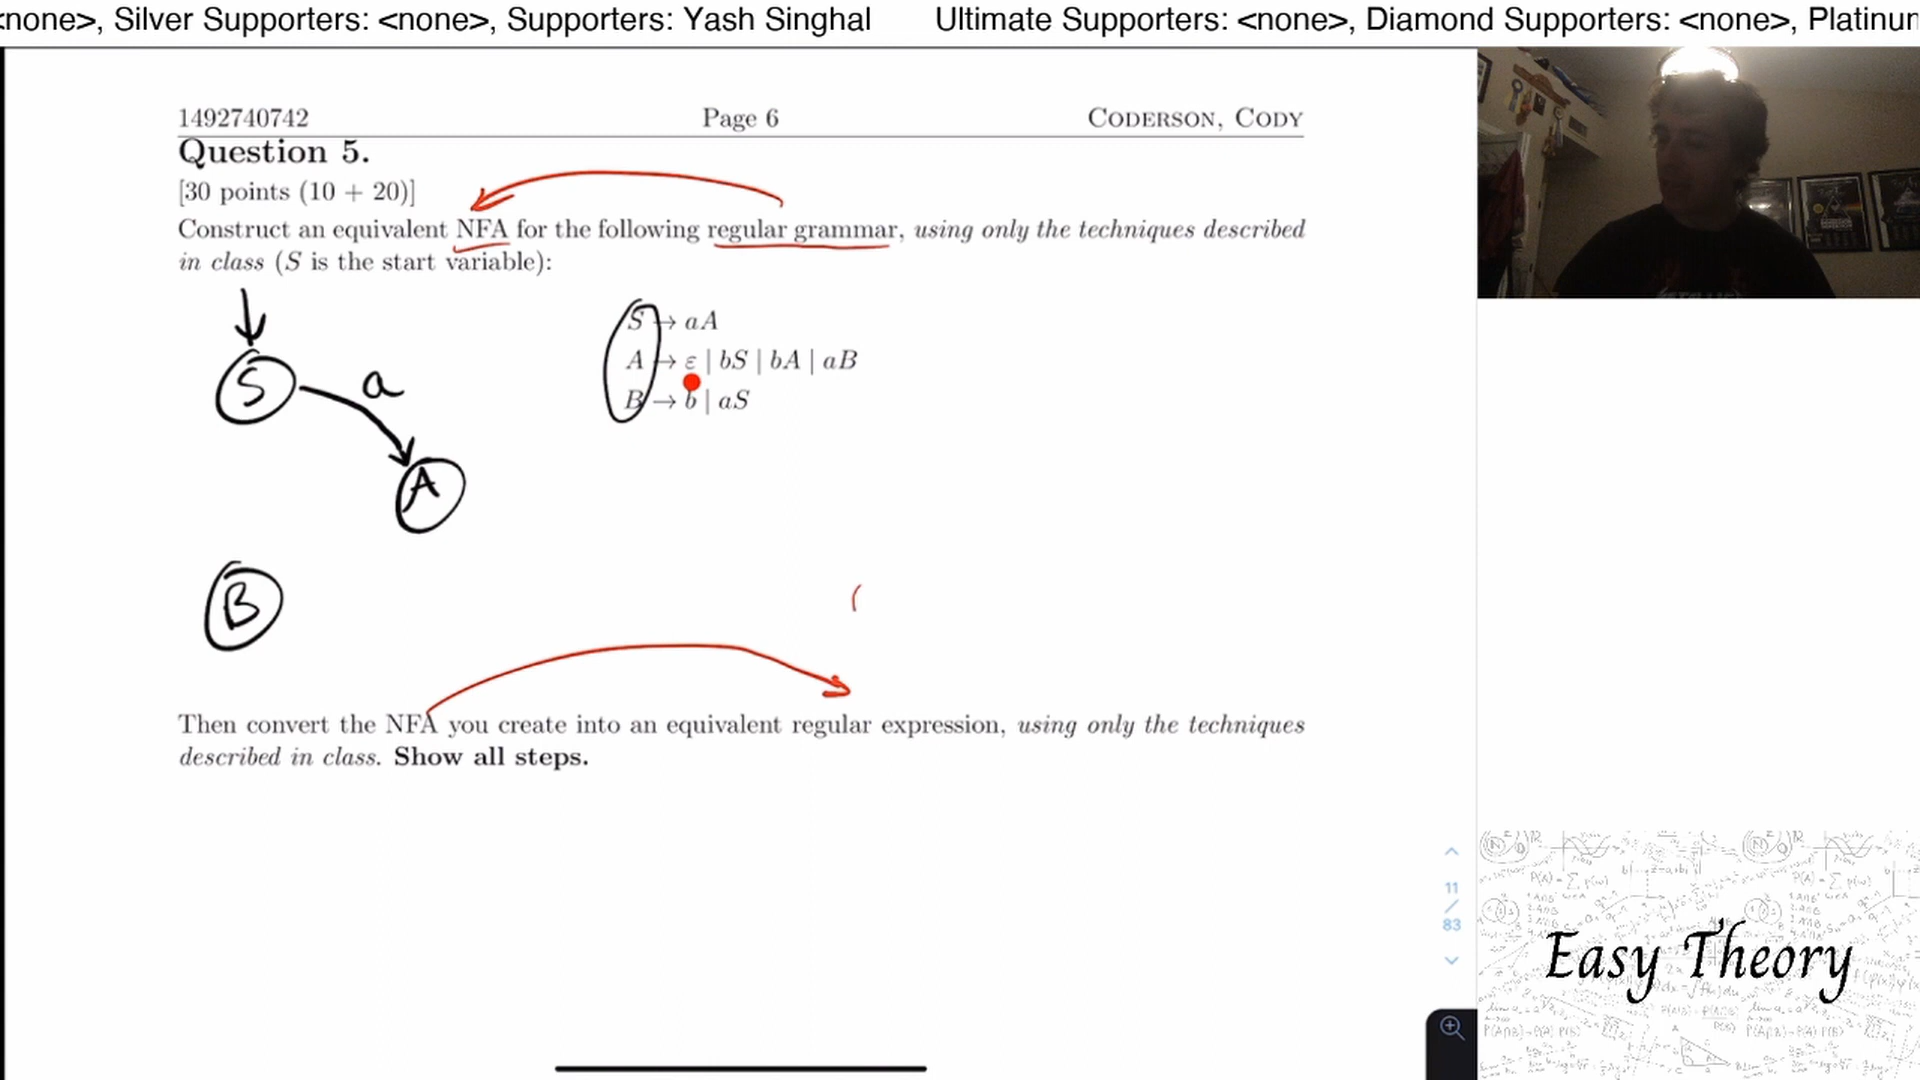 <none>, Silver Supporters: <none>, Supporters: Yash Singhal Ultimate Supporters: <none>, Diamond Supporters: <none>, Platinum
1492740742 Page 6 CODERSON, CODY
Question 5.
[30 points (10 + 20)]
Construct an equivalent NFA for the following regular grammar, using only the techniques described
in class (S is the start variable):
S → aA
A → ε | bS | bA | aB
B → b | aS
S
a
A
B
(
Then convert the NFA you create into an equivalent regular expression, using only the techniques
described in class. Show all steps.
11
/
83
Easy Theory